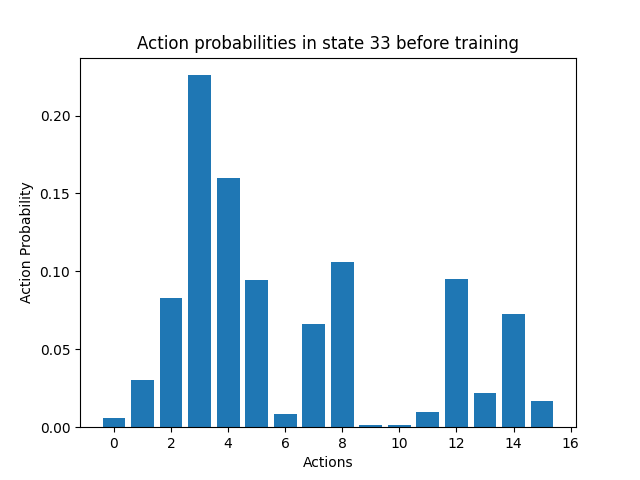 Action probabilities in state 33 before training
Action Probability
0.20
0.15
0.10
0.05
0.00
0 2 4 6 8 10 12 14 16
Actions